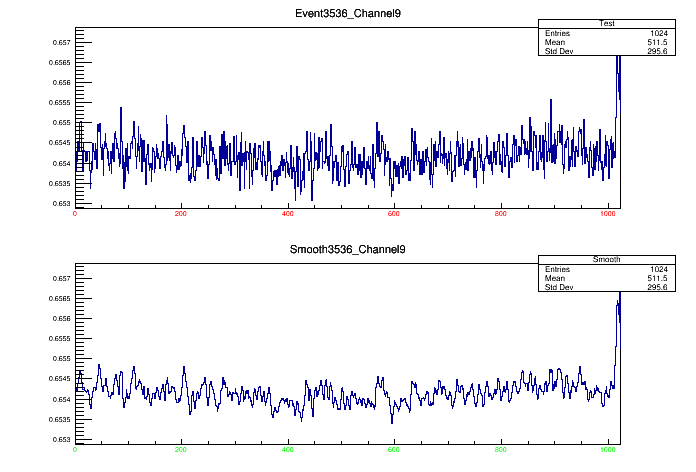 Event3536_Channel9
Test
Entries 1024
Mean 511.5
Std Dev 295.6
0.657
0.6565
0.656
0.6555
0.655
0.6545
0.654
0.6535
0.653
0 200 400 600 800 1000
Smooth3536_Channel9
Smooth
Entries 1024
Mean 511.5
Std Dev 295.6
0.657
0.6565
0.656
0.6555
0.655
0.6545
0.654
0.6535
0.653
0 200 400 600 800 1000